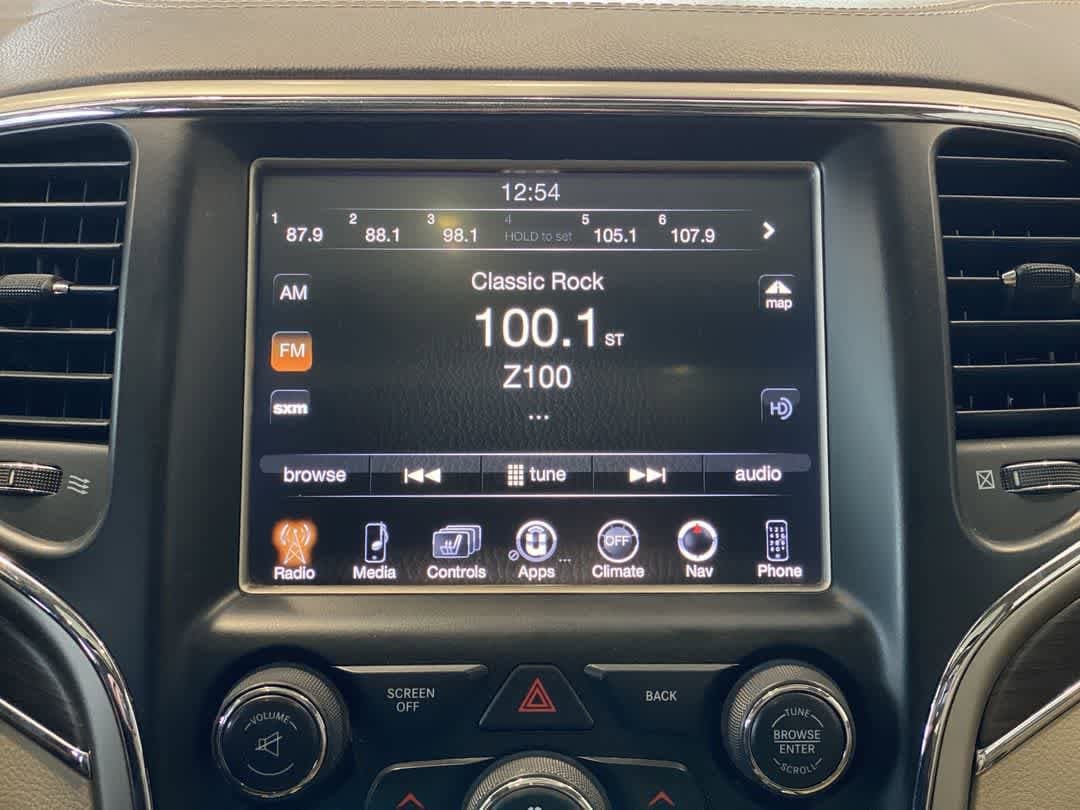 12:54
1 87.9 2 88.1 3 98.1 4 HOLD to set 5 105.1 6 107.9
Classic Rock
AM
map
100.1 ST
FM
Z100
sxm
HD
...
browse tune audio
OFF
Radio Media Controls Apps ... Climate Nav Phone
SCREEN
OFF
BACK
VOLUME
TUNE
BROWSE
ENTER
SCROLL